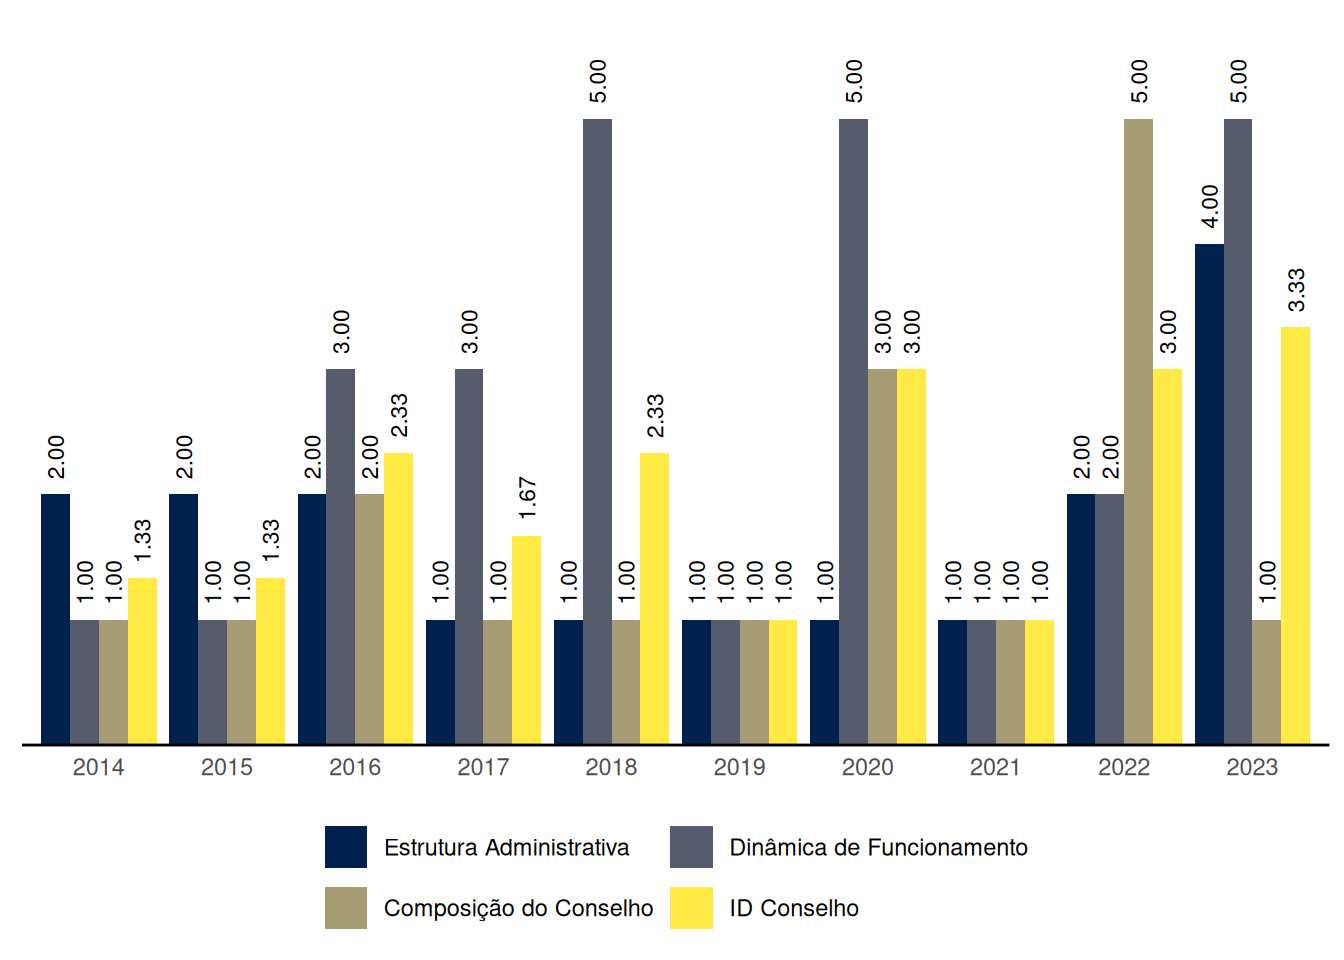 2.00 1.00 1.00 1.33
2.00 1.00 1.00 1.33
2.00 3.00 2.00 2.33
1.00 3.00 1.00 1.67
1.00 5.00 1.00 2.33
1.00 1.00 1.00 1.00
1.00 5.00 3.00 3.00
1.00 1.00 1.00 1.00
2.00 2.00 5.00 3.00
4.00 5.00 1.00 3.33
2014 2015 2016 2017 2018 2019 2020 2021 2022 2023
Estrutura Administrativa Dinâmica de Funcionamento
Composição do Conselho ID Conselho